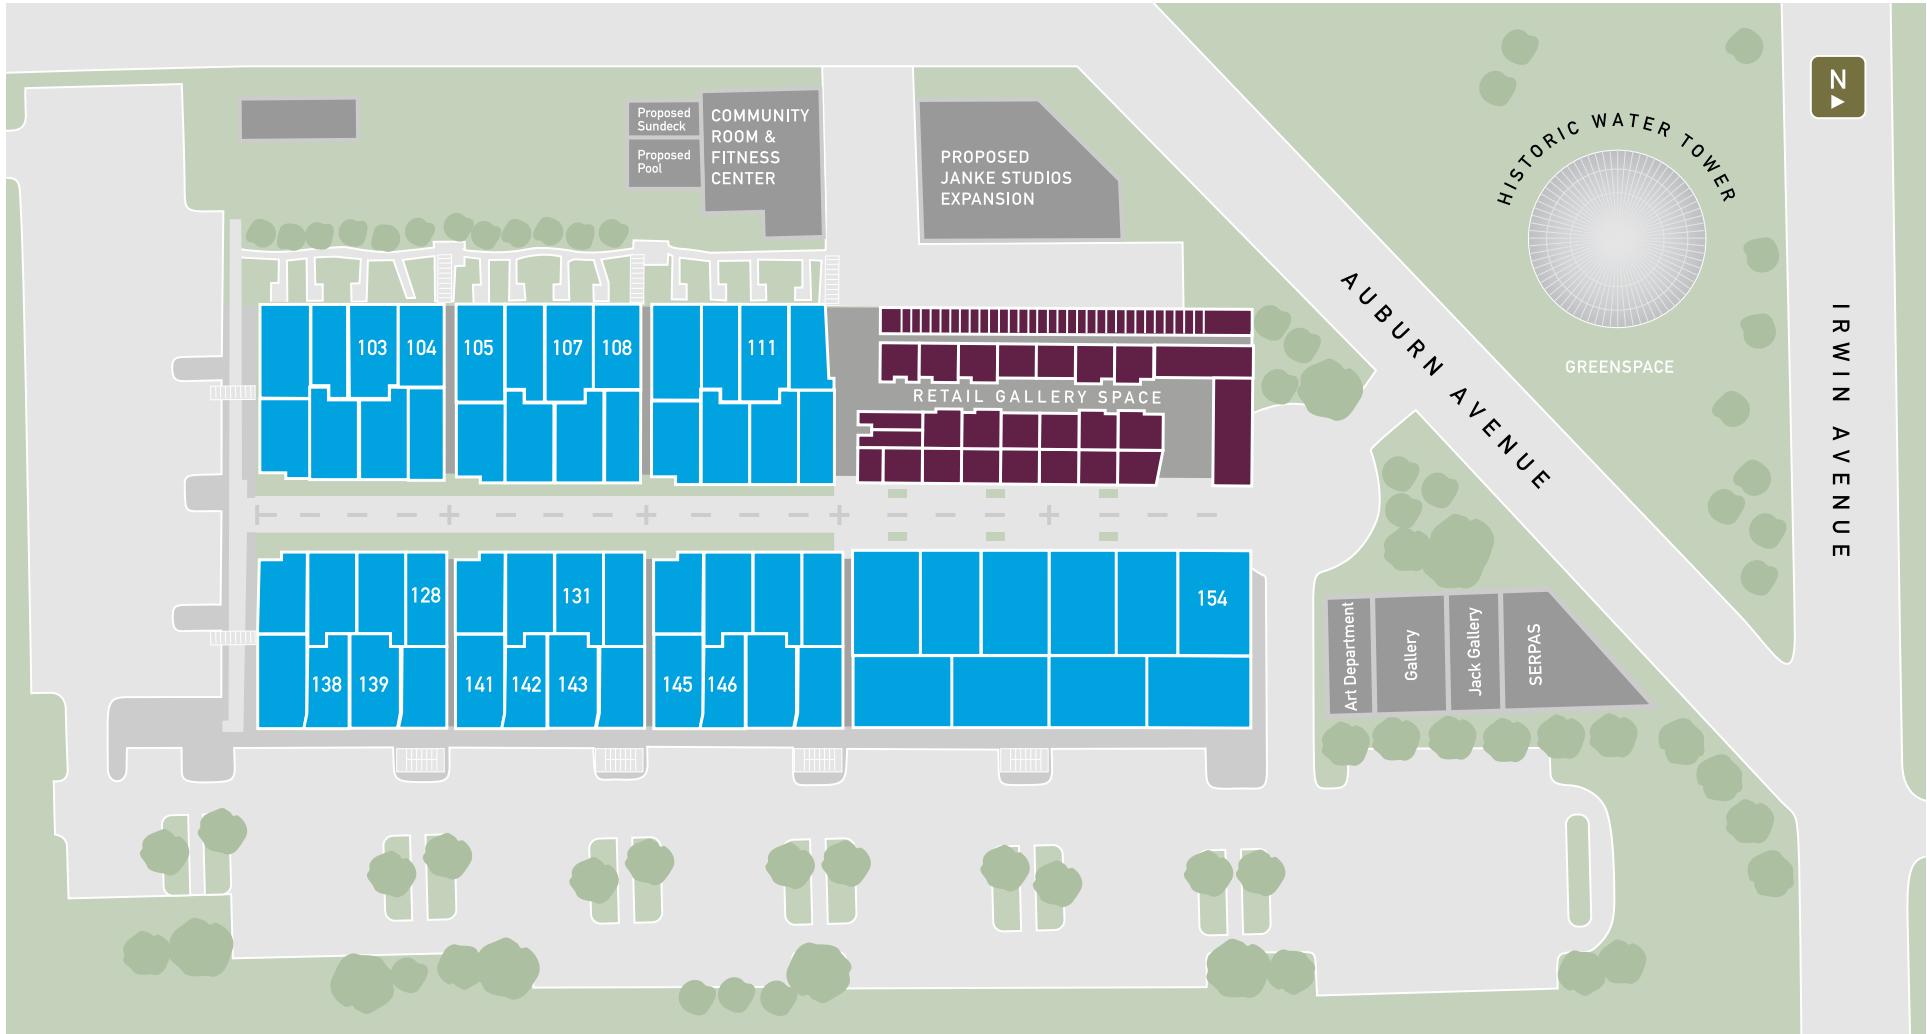 N
HISTORIC WATER TOWER
Proposed
Sundeck
Proposed
Pool
COMMUNITY
ROOM &
FITNESS
CENTER
PROPOSED
JANKE STUDIOS
EXPANSION
AUBURN AVENUE
IRWIN AVENUE
GREENSPACE
103
104
105
107
108
111
RETAIL GALLERY SPACE
128
131
154
138
139
141
142
143
145
146
Art Department
Gallery
Jack Gallery
SERPAS